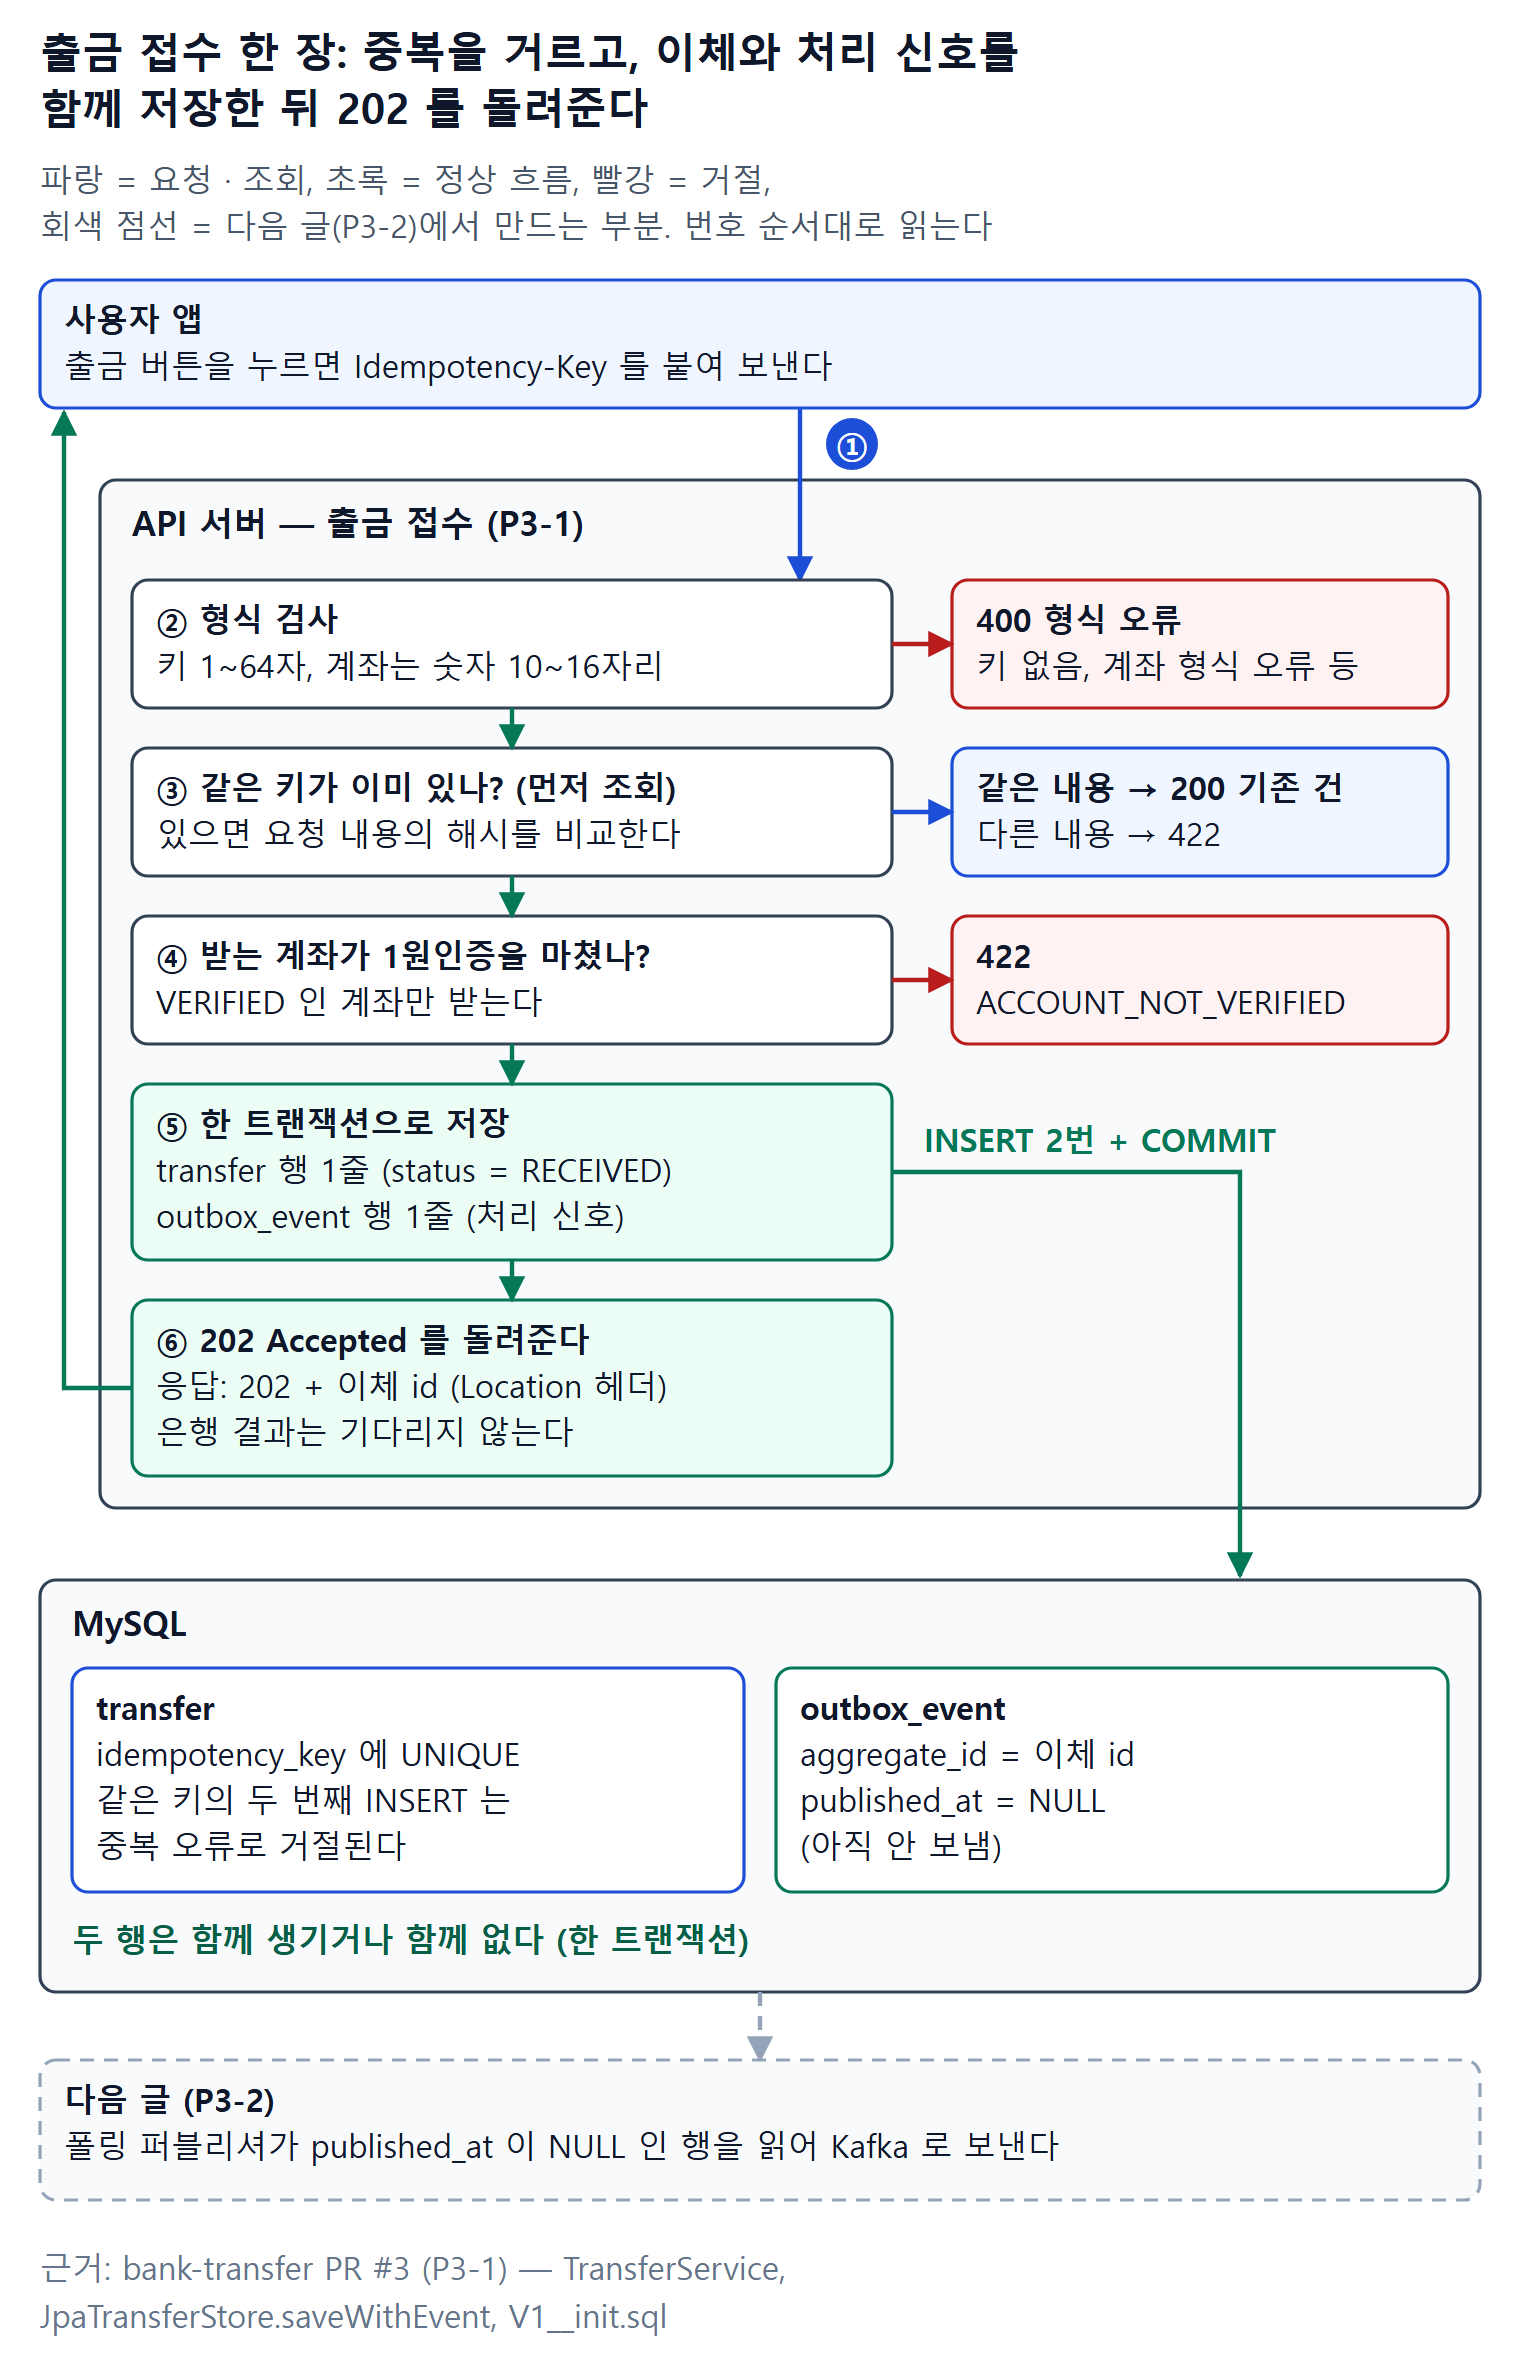 출금 접수 한 장: 중복을 거르고, 이체와 처리 신호를
함께 저장한 뒤 202 를 돌려준다
파랑 = 요청 · 조회, 초록 = 정상 흐름, 빨강 = 거절,
회색 점선 = 다음 글(P3-2)에서 만드는 부분. 번호 순서대로 읽는다
사용자 앱
출금 버튼을 누르면 Idempotency-Key 를 붙여 보낸다
①
API 서버 — 출금 접수 (P3-1)
② 형식 검사
키 1~64자, 계좌는 숫자 10~16자리
400 형식 오류
키 없음, 계좌 형식 오류 등
③ 같은 키가 이미 있나? (먼저 조회)
있으면 요청 내용의 해시를 비교한다
같은 내용 → 200 기존 건
다른 내용 → 422
④ 받는 계좌가 1원인증을 마쳤나?
VERIFIED 인 계좌만 받는다
422
ACCOUNT_NOT_VERIFIED
⑤ 한 트랜잭션으로 저장
transfer 행 1줄 (status = RECEIVED)
outbox_event 행 1줄 (처리 신호)
INSERT 2번 + COMMIT
⑥ 202 Accepted 를 돌려준다
응답: 202 + 이체 id (Location 헤더)
은행 결과는 기다리지 않는다
MySQL
transfer
idempotency_key 에 UNIQUE
같은 키의 두 번째 INSERT 는
중복 오류로 거절된다
outbox_event
aggregate_id = 이체 id
published_at = NULL
(아직 안 보냄)
두 행은 함께 생기거나 함께 없다 (한 트랜잭션)
다음 글 (P3-2)
폴링 퍼블리셔가 published_at 이 NULL 인 행을 읽어 Kafka 로 보낸다
근거: bank-transfer PR #3 (P3-1) — TransferService,
JpaTransferStore.saveWithEvent, V1__init.sql